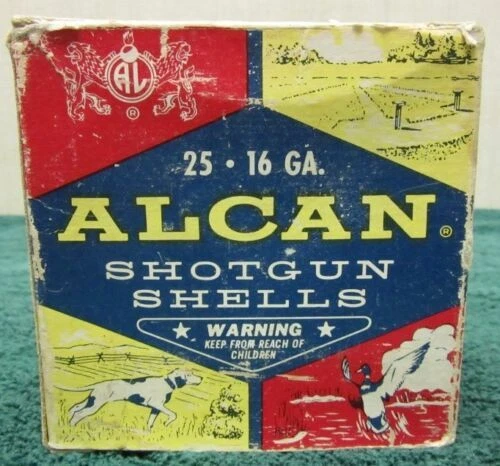 AL
®
25 • 16 GA.
ALCAN®
SHOTGUN
SHELLS
★ WARNING ★
KEEP FROM REACH OF
CHILDREN